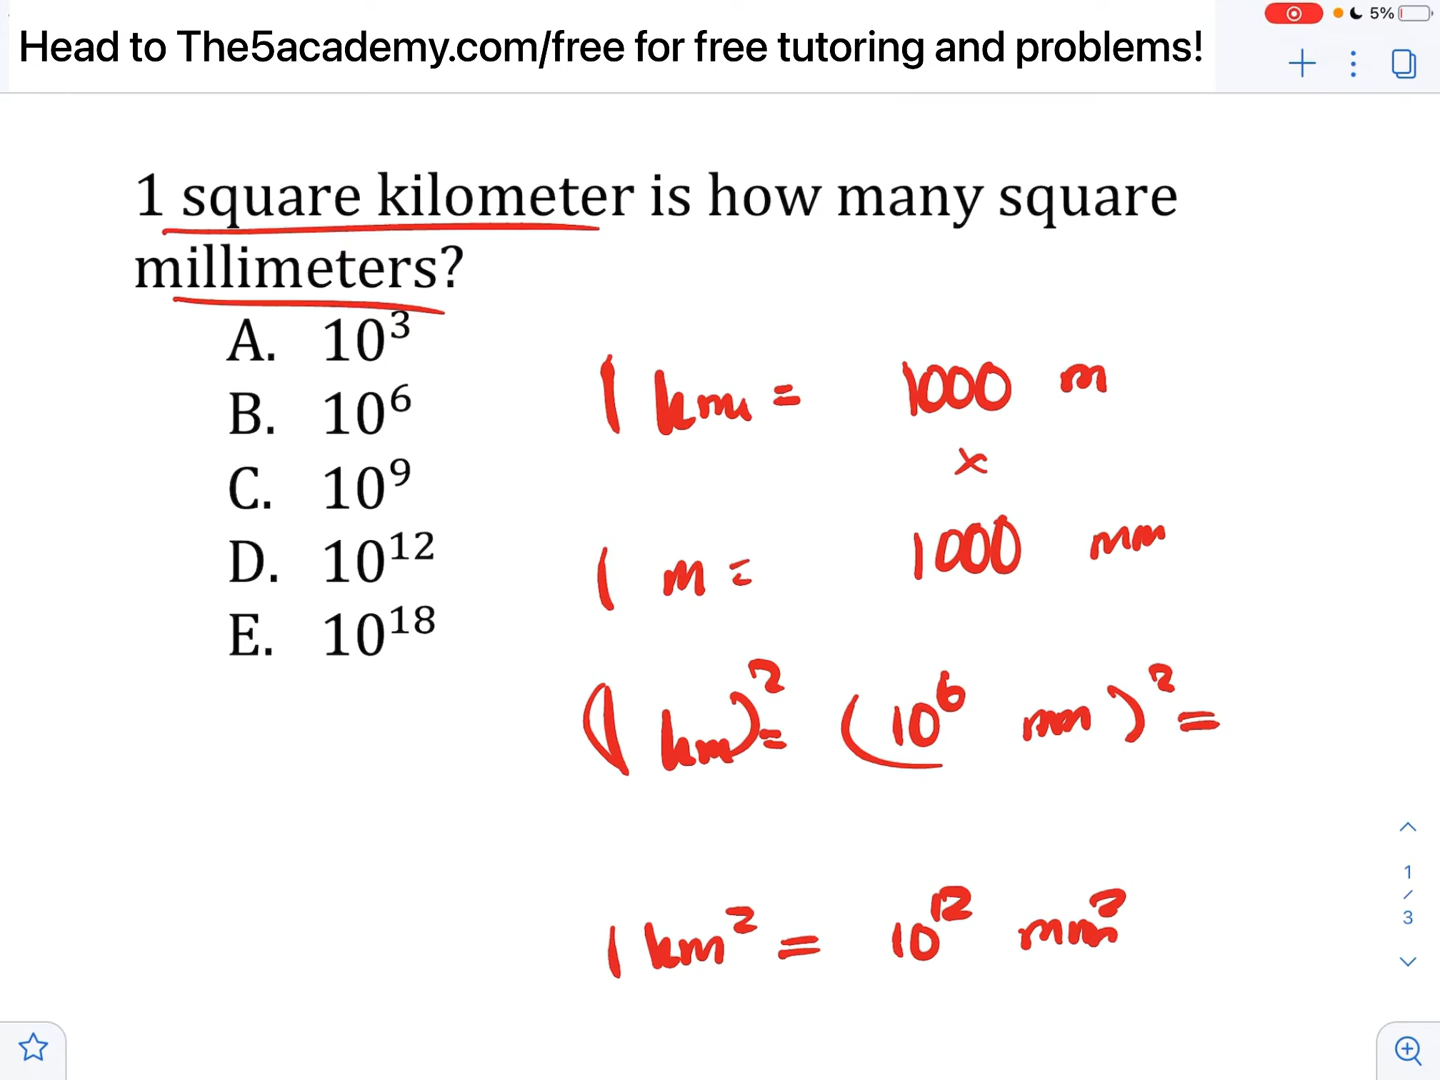 5%
Head to The5academy.com/free for free tutoring and problems!
1 square kilometer is how many square
millimeters?
A. 10³
B. 10⁶
C. 10⁹
D. 10¹²
E. 10¹⁸
1 km = 1000 m
×
1 m = 1000 mm
(1 km)² = (10⁶ mm)² =
1 km² = 10¹² mm²
1
/
3